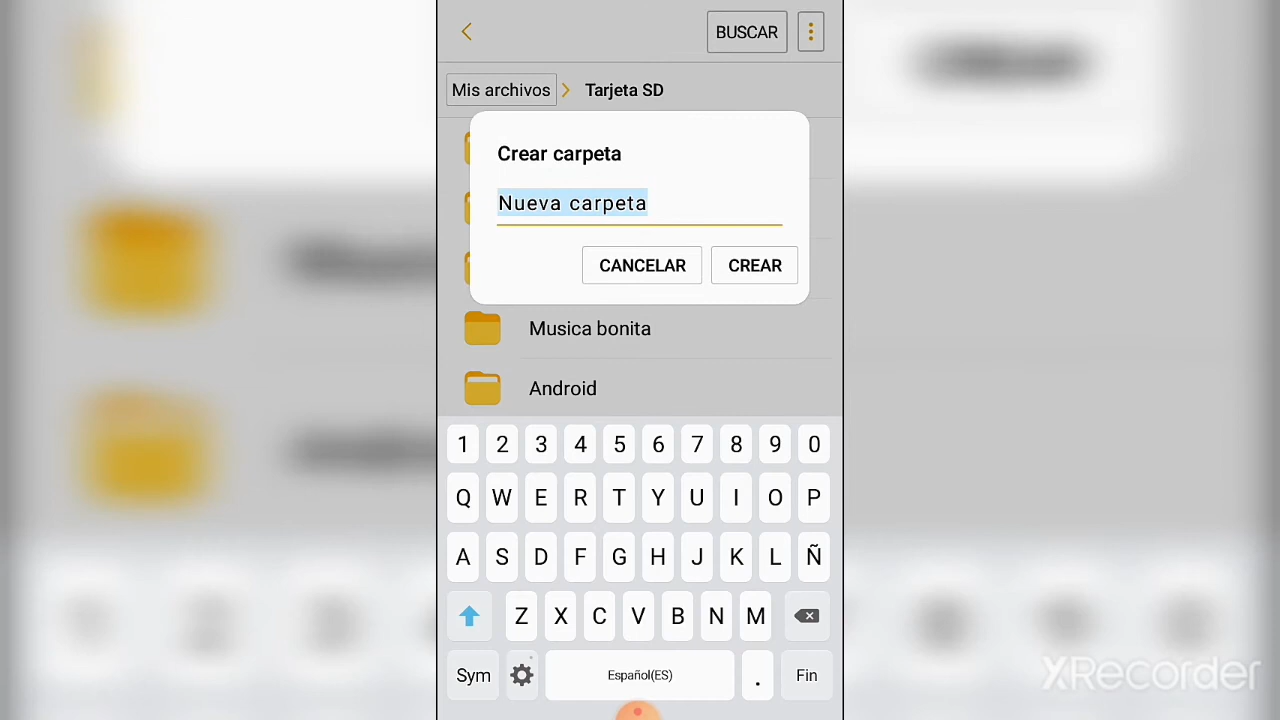 BUSCAR
Mis archivos Tarjeta SD
Crear carpeta
Nueva carpeta
CANCELAR CREAR
Musica bonita
Android
1 2 3 4 5 6 7 8 9 0
Q W E R T Y U I O P
A S D F G H J K L Ñ
Z X C V B N M
Sym Español(ES) . Fin
XRecorder